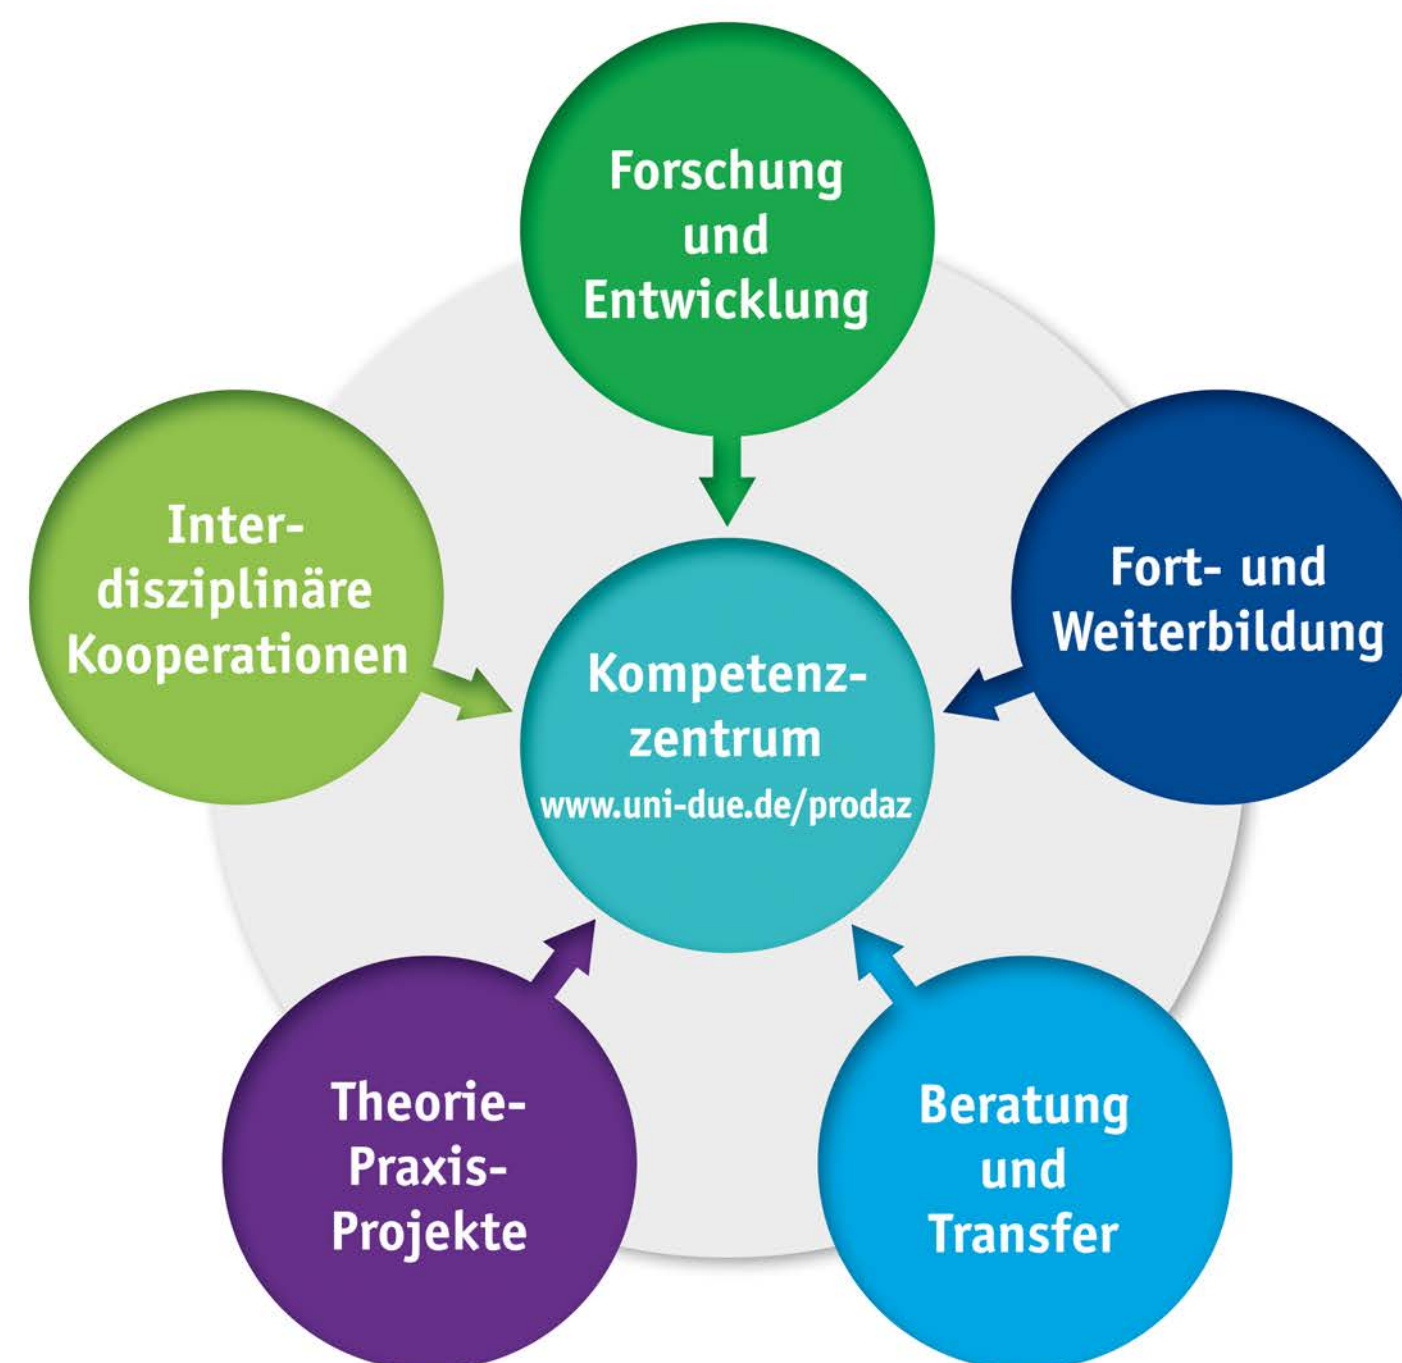 Forschung
und
Entwicklung
Inter-
disziplinäre
Kooperationen
Fort- und
Weiterbildung
Kompetenz-
zentrum
www.uni-due.de/prodaz
Theorie-
Praxis-
Projekte
Beratung
und
Transfer